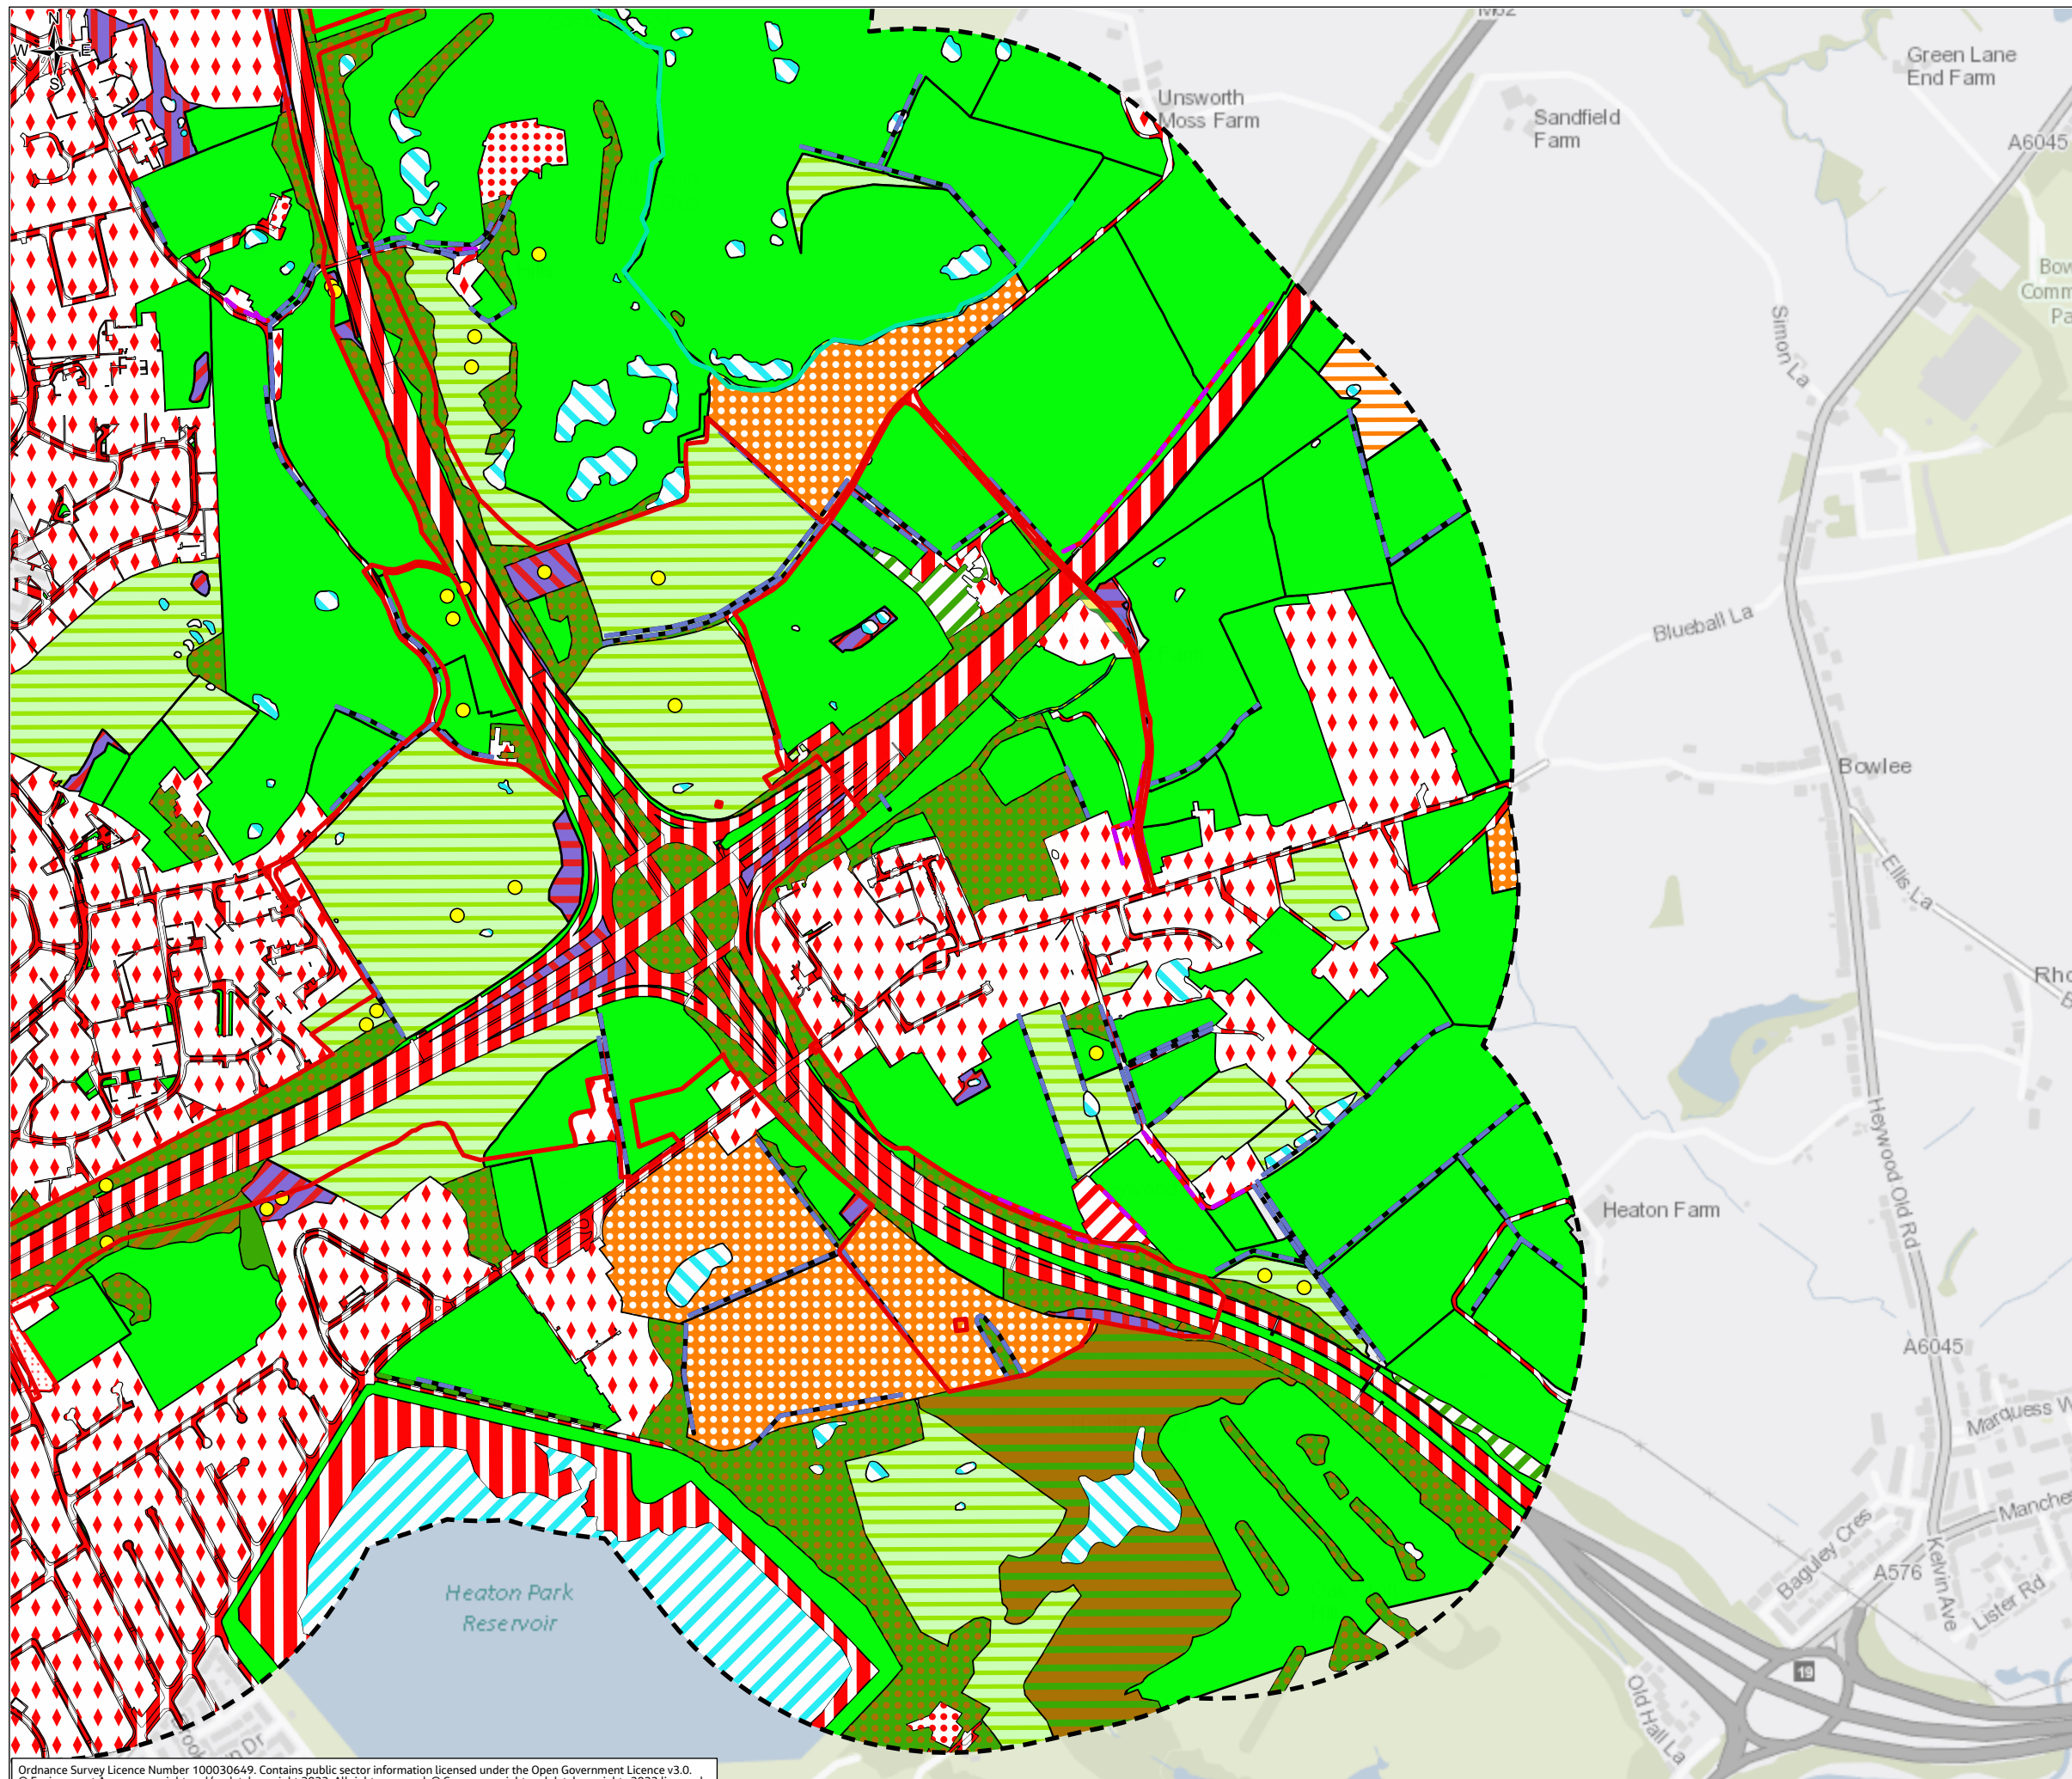 N
W E
S
M62
Green Lane
End Farm
Unsworth
Moss Farm
Sandfield
Farm
A6045
Simon La
Blueball La
Bowlee
Ellis La
Heywood Old Rd
Heaton Farm
A6045
Marquess W
Baguley Cres
A576
Kelvin Ave
Lister Rd
19
Old Hall La
Heaton Park
Reservoir
Ordnance Survey Licence Number 100030649. Contains public sector information licensed under the Open Government Licence v3.0.